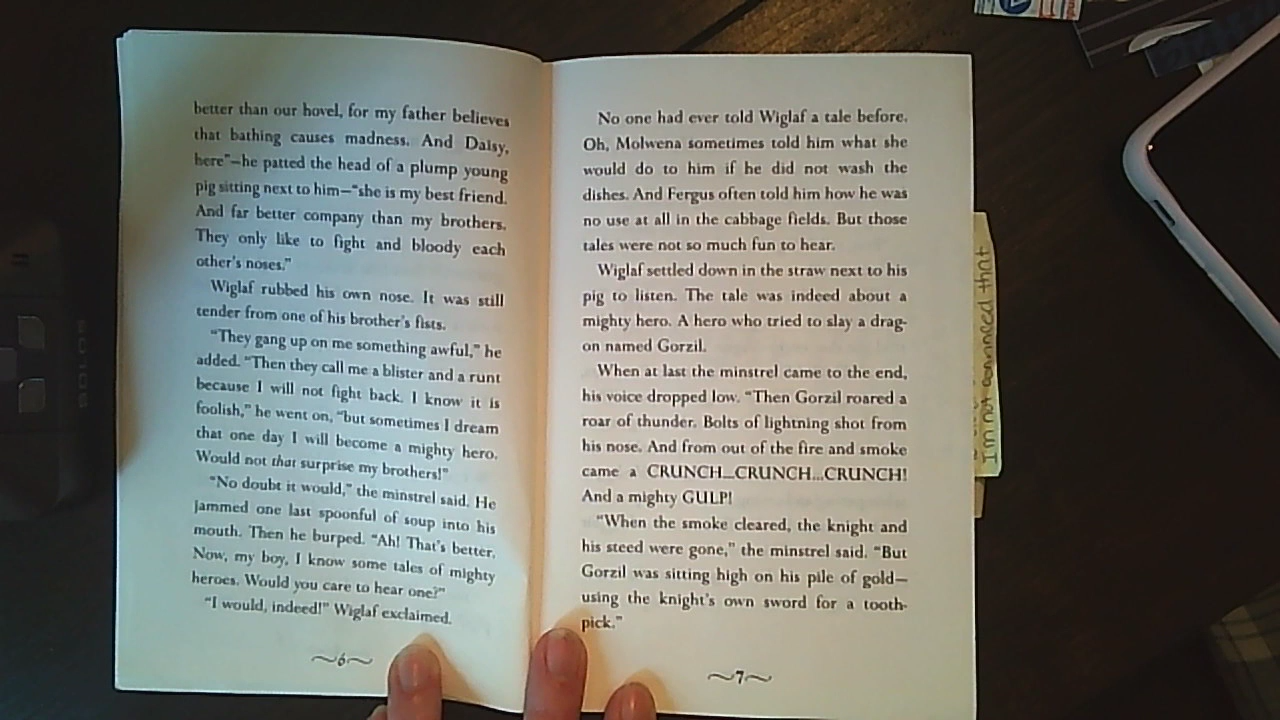 better than our hovel, for my father believes
that bathing causes madness. And Daisy,
here"—he patted the head of a plump young
pig sitting next to him—"she is my best friend.
And far better company than my brothers.
They only like to fight and bloody each
other's noses."
Wiglaf rubbed his own nose. It was still
tender from one of his brother's fists.
"They gang up on me something awful," he
added. "Then they call me a blister and a runt
because I will not fight back. I know it is
foolish," he went on, "but sometimes I dream
that one day I will become a mighty hero.
Would not that surprise my brothers!"
"No doubt it would," the minstrel said. He
jammed one last spoonful of soup into his
mouth. Then he burped. "Ah! That's better.
Now, my boy, I know some tales of mighty
heroes. Would you care to hear one?"
"I would, indeed!" Wiglaf exclaimed.
~6~
No one had ever told Wiglaf a tale before.
Oh, Molwena sometimes told him what she
would do to him if he did not wash the
dishes. And Fergus often told him how he was
no use at all in the cabbage fields. But those
tales were not so much fun to hear.
Wiglaf settled down in the straw next to his
pig to listen. The tale was indeed about a
mighty hero. A hero who tried to slay a drag-
on named Gorzil.
When at last the minstrel came to the end,
his voice dropped low. "Then Gorzil roared a
roar of thunder. Bolts of lightning shot from
his nose. And from out of the fire and smoke
came a CRUNCH...CRUNCH...CRUNCH!
And a mighty GULP!
"When the smoke cleared, the knight and
his steed were gone," the minstrel said. "But
Gorzil was sitting high on his pile of gold—
using the knight's own sword for a tooth-
pick."
~7~
I'm not that
SOLOS